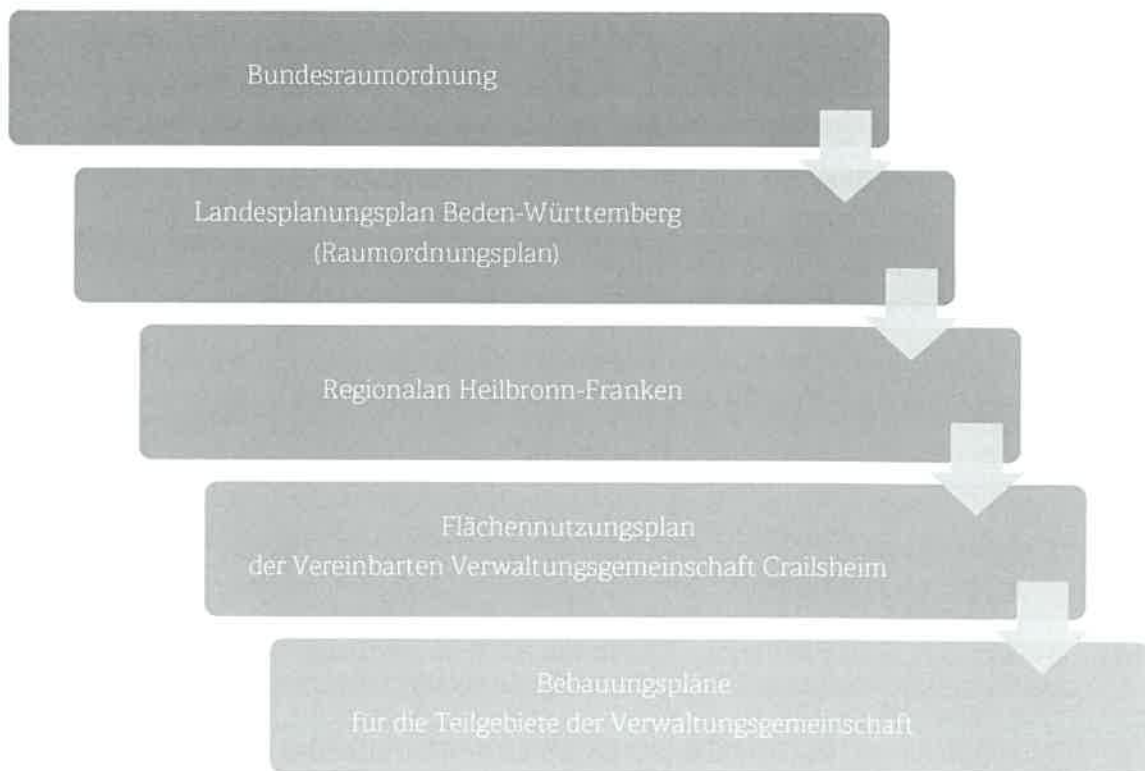 Bundesraumordnung
Landesplanungsplan Beden-Württemberg
(Raumordnungsplan)
Regionalan Heilbronn-Franken
Flächennutzungsplan
der Vereinbarten Verwaltungsgemeinschaft Crailsheim
Bebauungspläne
für die Teilgebiete der Verwaltungsgemeinschaft